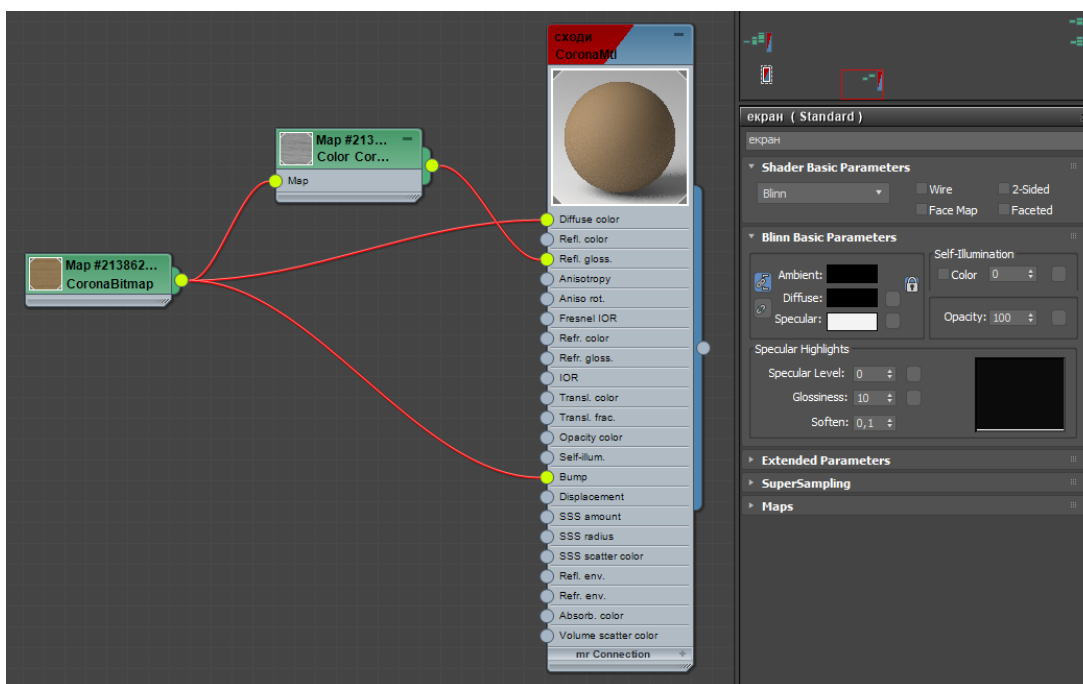 сходи
CoronaMtl
Map #213...
Color Cor...
Map
Map #213862...
CoronaBitmap
Diffuse color
Refl. color
Refl. gloss.
Anisotropy
Aniso rot.
Fresnel IOR
Refr. color
Refr. gloss.
IOR
Transl. color
Transl. frac.
Opacity color
Self-illum.
Bump
Displacement
SSS amount
SSS radius
SSS scatter color
Refl. env.
Refr. env.
Absorb. color
Volume scatter color
mr Connection
екран ( Standard )
екран
Shader Basic Parameters
Blinn
Wire 2-Sided
Face Map Faceted
Blinn Basic Parameters
Self-Illumination
Ambient: Color 0
Diffuse:
Specular: Opacity: 100
Specular Highlights
Specular Level: 0
Glossiness: 10
Soften: 0,1
Extended Parameters
SuperSampling
Maps